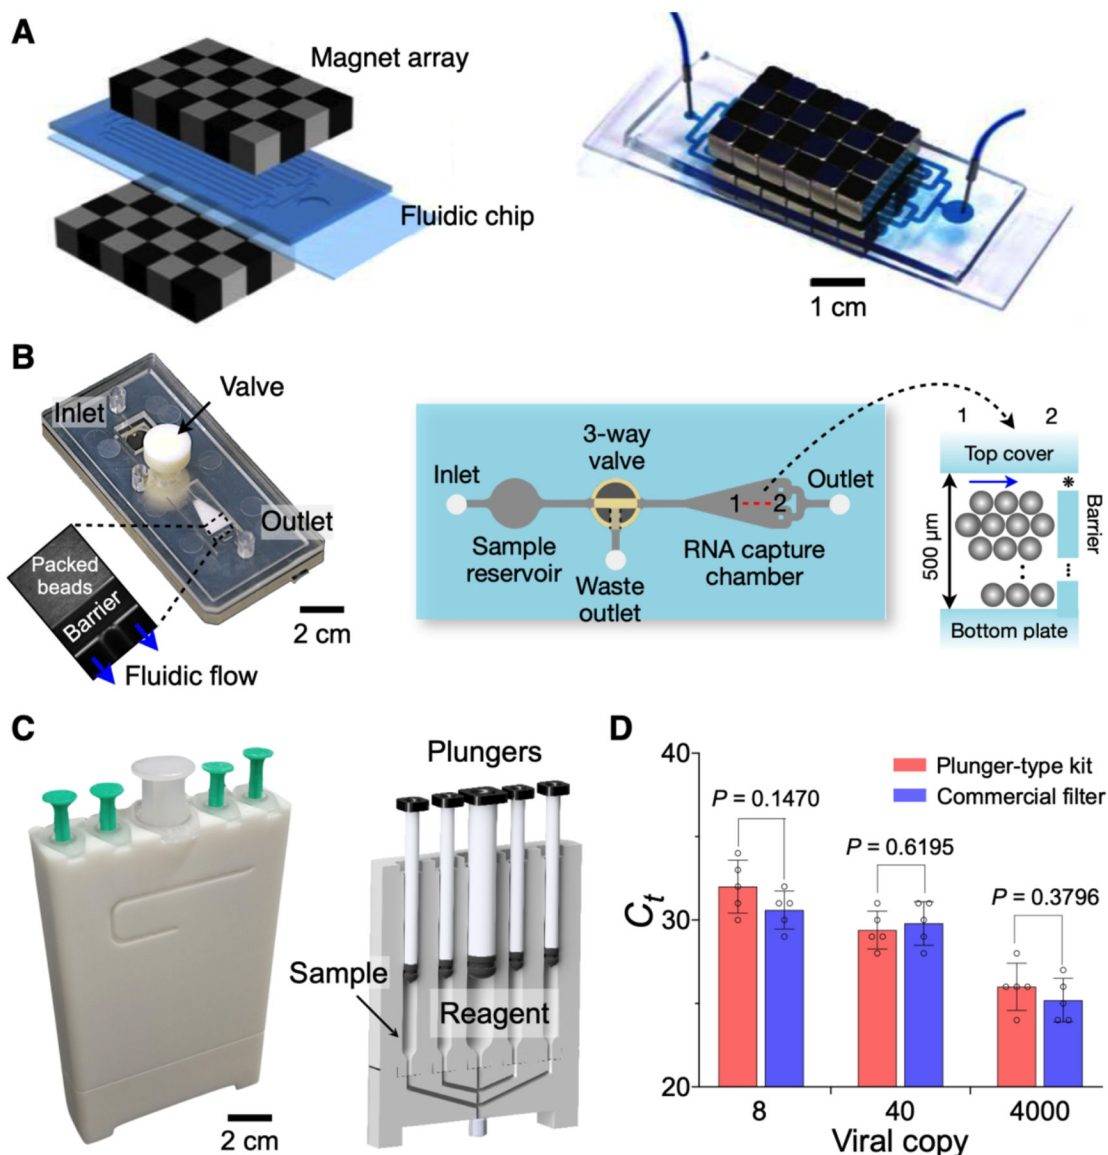 A
Magnet array
Fluidic chip
1 cm
B
Valve
Inlet
Outlet
Packed
beads
Barrier
Fluidic flow
2 cm
3-way
valve
Inlet
Outlet
1
2
Sample
reservoir
RNA capture
chamber
Waste
outlet
1 2
Top cover
*
500 µm
Barrier
Bottom plate
C
Plungers
Sample
Reagent
2 cm
D
40
30
20
Ct
Plunger-type kit
Commercial filter
P = 0.1470
P = 0.6195
P = 0.3796
8 40 4000
Viral copy